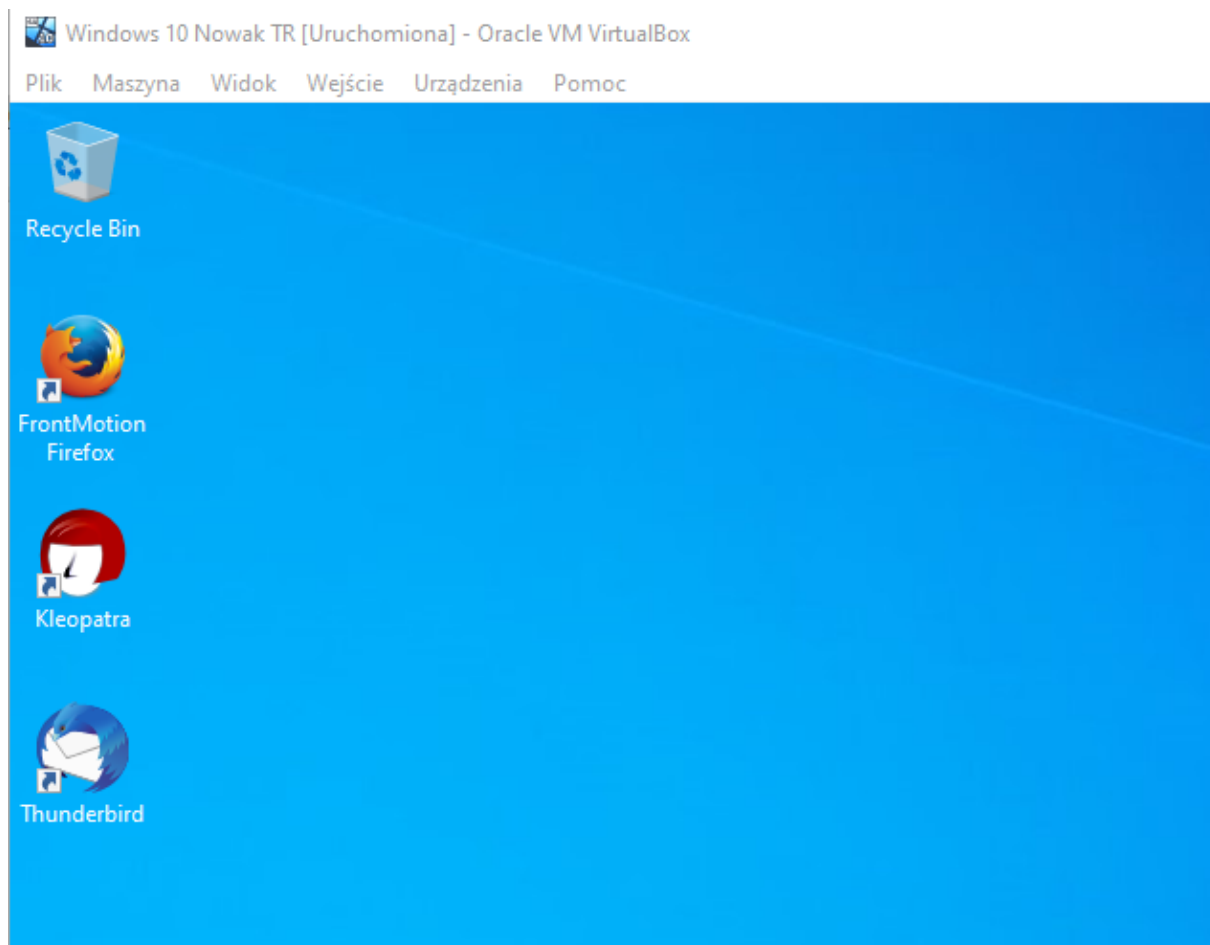 Windows 10 Nowak TR [Uruchomiona] - Oracle VM VirtualBox
Plik Maszyna Widok Wejście Urządzenia Pomoc
Recycle Bin
FrontMotion
Firefox
Kleopatra
Thunderbird